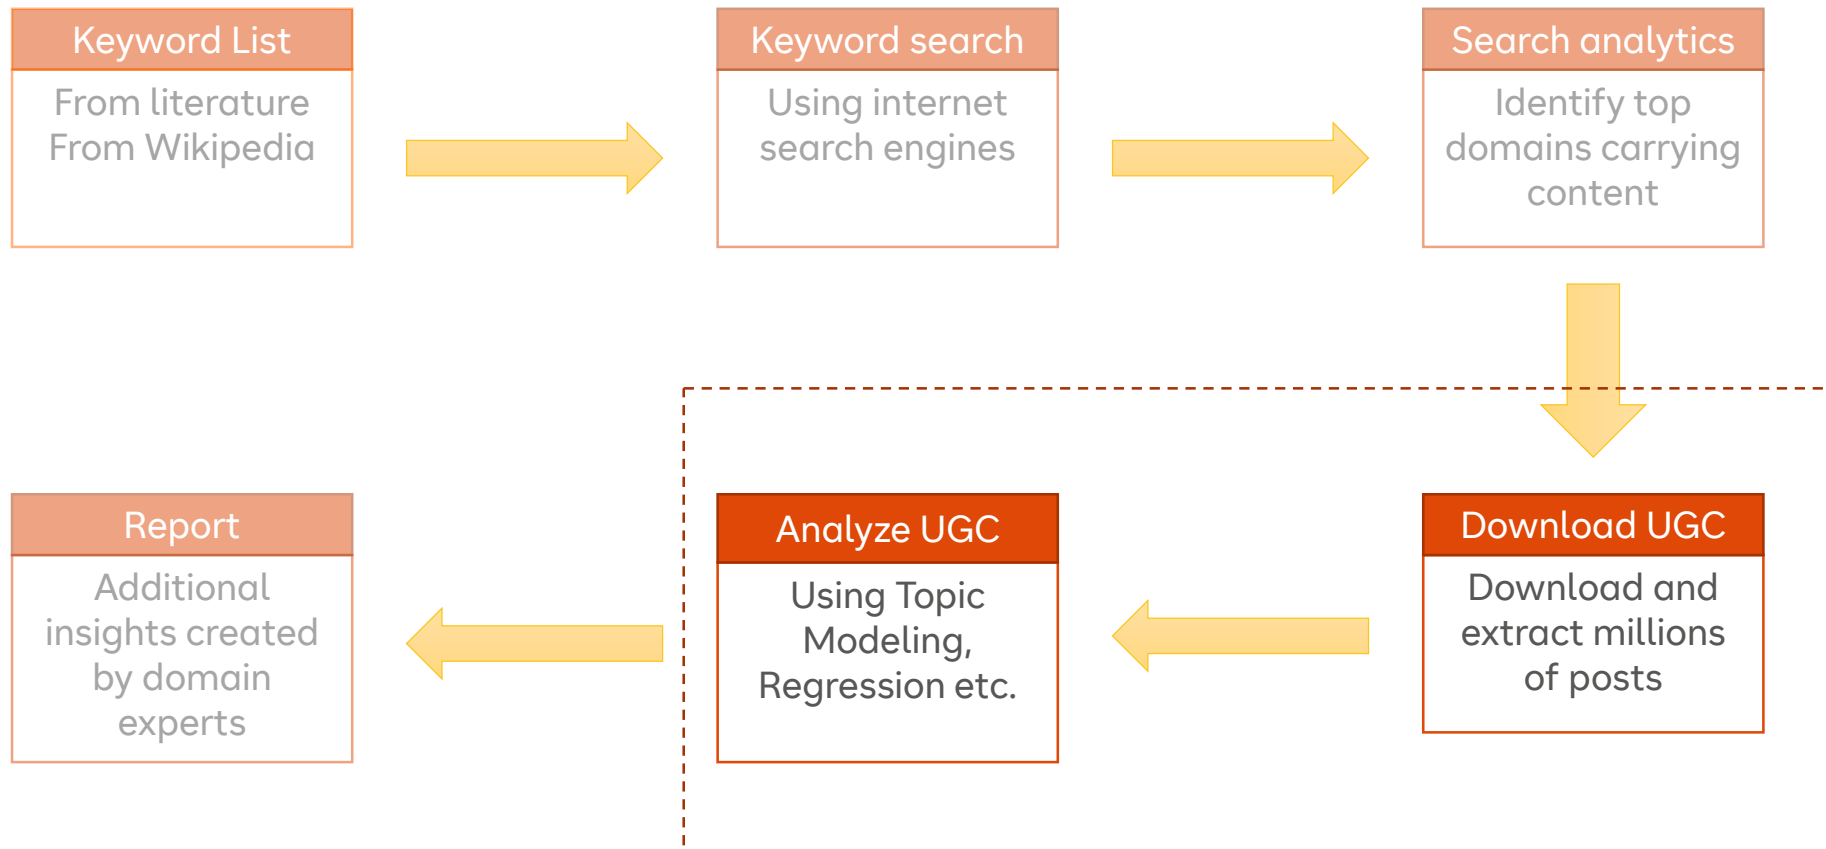 Keyword List
From literature
From Wikipedia
Keyword search
Using internet
search engines
Search analytics
Identify top
domains carrying
content
Download UGC
Download and
extract millions
of posts
Analyze UGC
Using Topic
Modeling,
Regression etc.
Report
Additional
insights created
by domain
experts